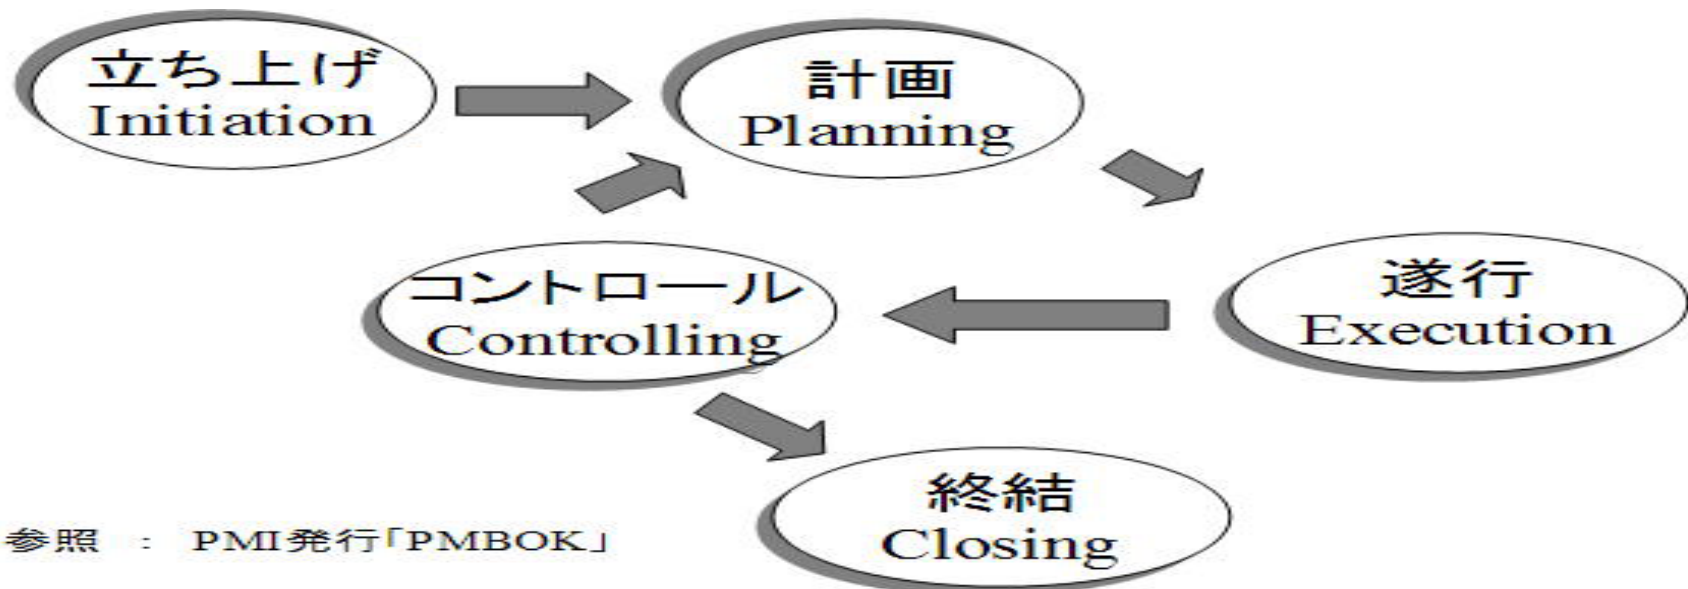 立ち上げ
Initiation
計画
Planning
コントロール
Controlling
遂行
Execution
終結
Closing
参照 ： PMI発行｢PMBOK｣